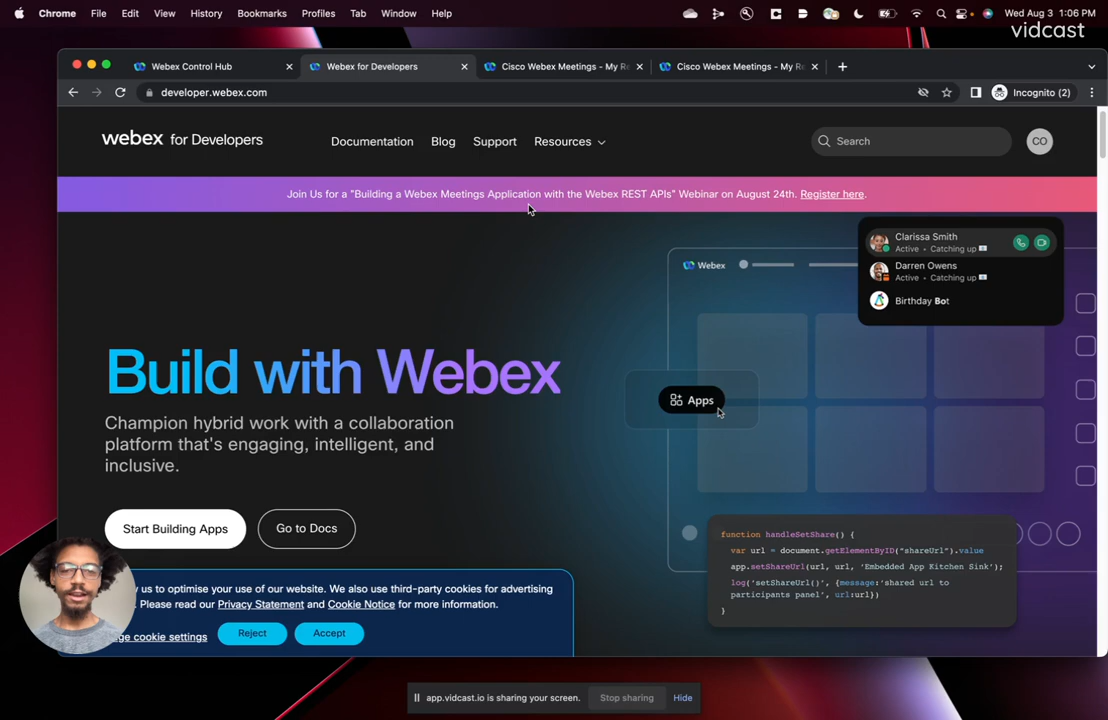 Chrome File Edit View History Bookmarks Profiles Tab Window Help Wed Aug 3 1:06 PM
vidcast
Webex Control Hub
Webex for Developers
Cisco Webex Meetings - My Re
Cisco Webex Meetings - My Re
developer.webex.com
Incognito (2)
webex for Developers
Documentation Blog Support Resources
Search
CO
Join Us for a "Building a Webex Meetings Application with the Webex REST APIs" Webinar on August 24th. Register here.
Clarissa Smith
Active • Catching up
Darren Owens
Active • Catching up
Birthday Bot
Webex
Apps
Build with Webex
Champion hybrid work with a collaboration
platform that's engaging, intelligent, and
inclusive.
Start Building Apps
Go to Docs
function handleSetShare() {
var url = document.getElementByID("shareUrl").value
app.setShareUrl(url, url, 'Embedded App Kitchen Sink');
log('setShareUrl()', {message:'shared url to
participants panel', url:url})
}
us to optimise your use of our website. We also use third-party cookies for advertising
Please read our Privacy Statement and Cookie Notice for more information.
cookie settings
Reject
Accept
app.vidcast.io is sharing your screen.
Stop sharing
Hide